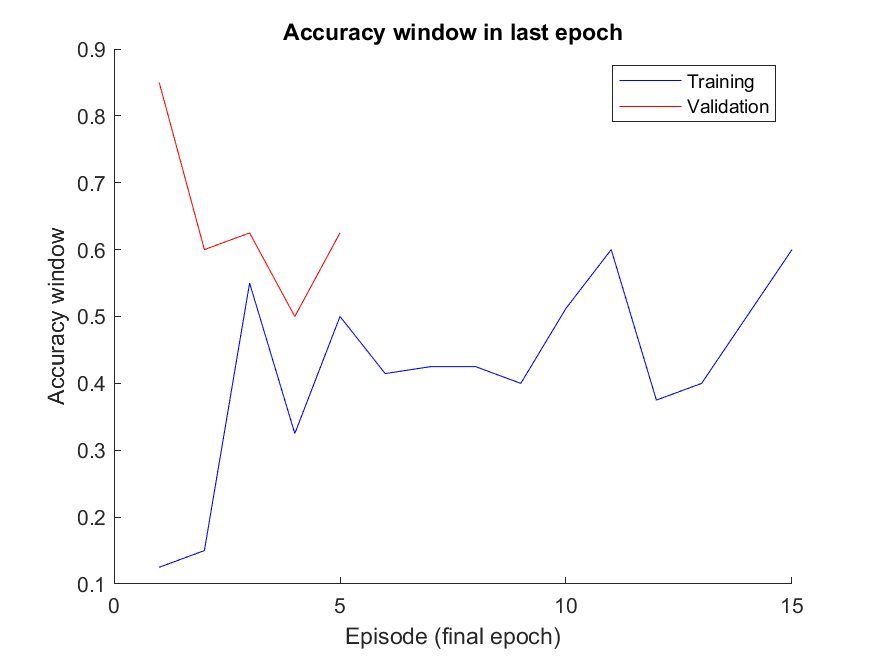 Accuracy window in last epoch
Training
Validation
0.9
0.8
0.7
0.6
0.5
0.4
0.3
0.2
0.1
Accuracy window
0
5
10
15
Episode (final epoch)